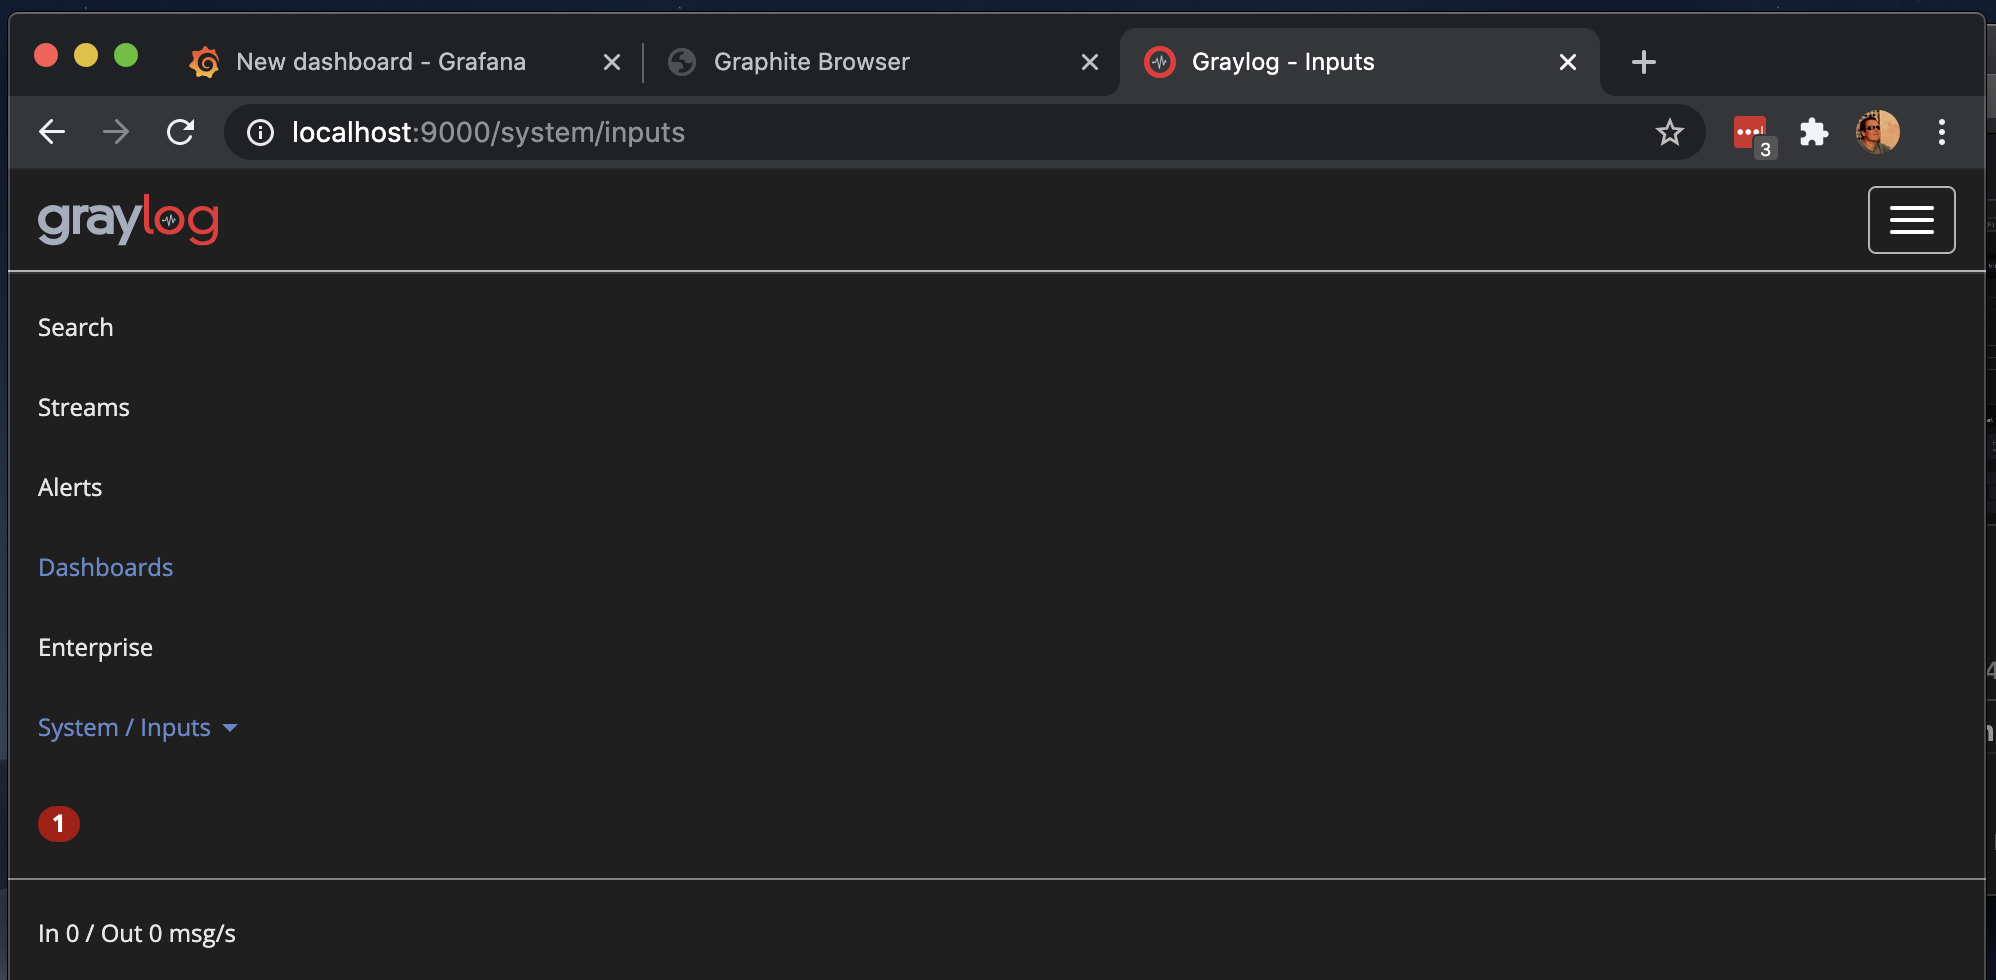 New dashboard - Grafana
Graphite Browser
Graylog - Inputs
localhost:9000/system/inputs
3
graylog
Search
Streams
Alerts
Dashboards
Enterprise
System / Inputs
1
In 0 / Out 0 msg/s